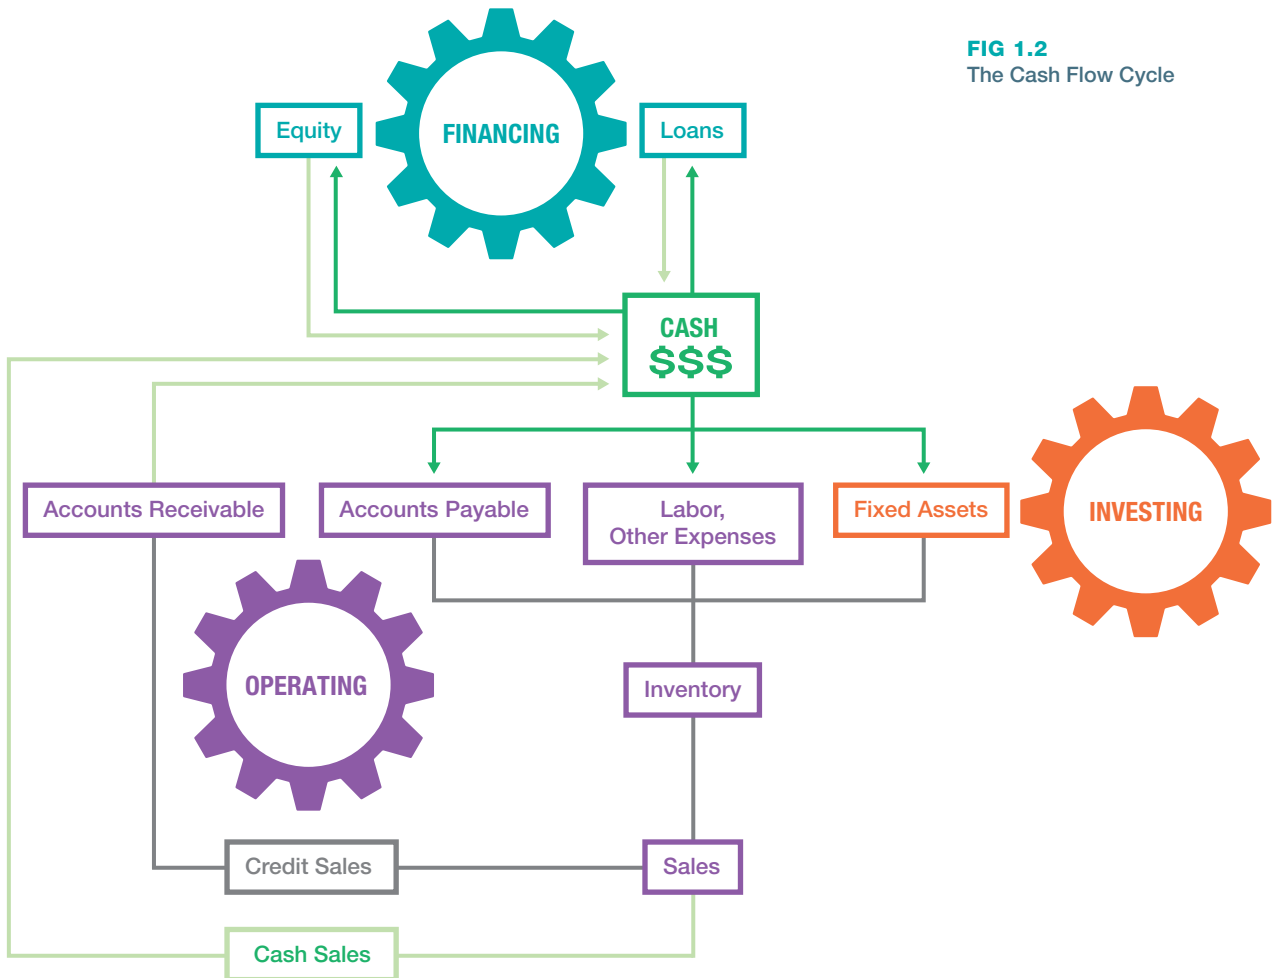 FIG 1.2
The Cash Flow Cycle
Equity
FINANCING
Loans
CASH
$$$
Accounts Receivable
Accounts Payable
Labor,
Other Expenses
Fixed Assets
INVESTING
OPERATING
Inventory
Credit Sales
Sales
Cash Sales